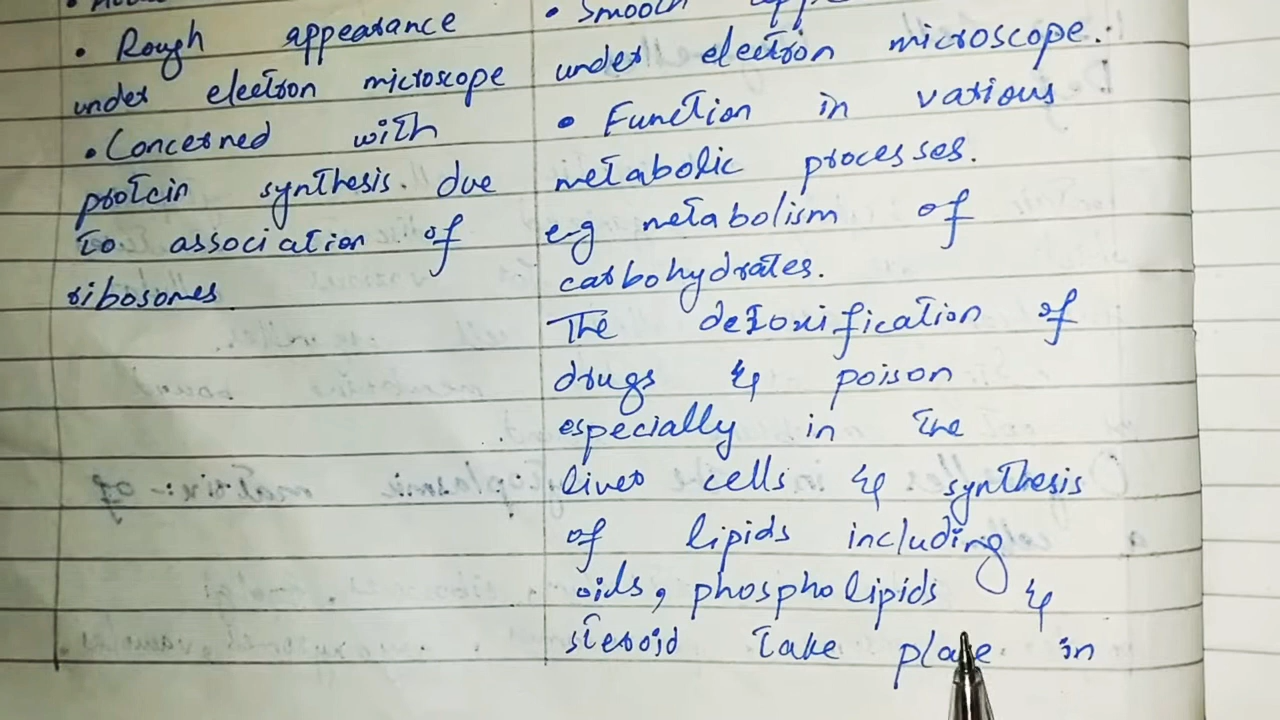 • Rough appearance
under electron microscope
• Concerned with
protein synthesis. due
to association of
ribosomes
• Smooth
under electron microscope.
• Function in various
metabolic processes.
e.g metabolism of
carbohydrates.
The detoxification of
drugs & poison
especially in the
liver cells & synthesis
of lipids including
oids, phospholipids &
steroid take place in